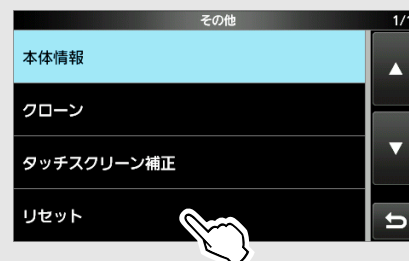 その他
1/1
本体情報
クローン
タッチスクリーン補正
リセット